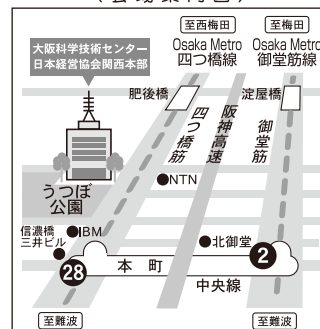 (会場案内図)
至西梅田
至梅田
Osaka Metro
四つ橋線
Osaka Metro
御堂筋線
大阪科学技術センター
日本経営協会関西本部
肥後橋
淀屋橋
四つ橋筋
阪神高速
御堂筋
うつぼ
公園
NTN
信濃橋
三井ビル
IBM
北御堂
28
本町
2
中央線
至難波
至難波